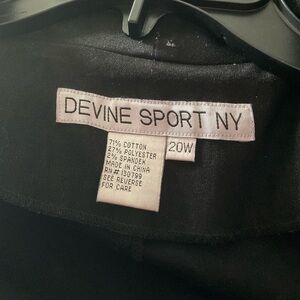 DEVINE SPORT NY
71% COTTON
27% POLYESTER
2% SPANDEX
MADE IN CHINA
RN# 130799
SEE REVERSE
FOR CARE
20W